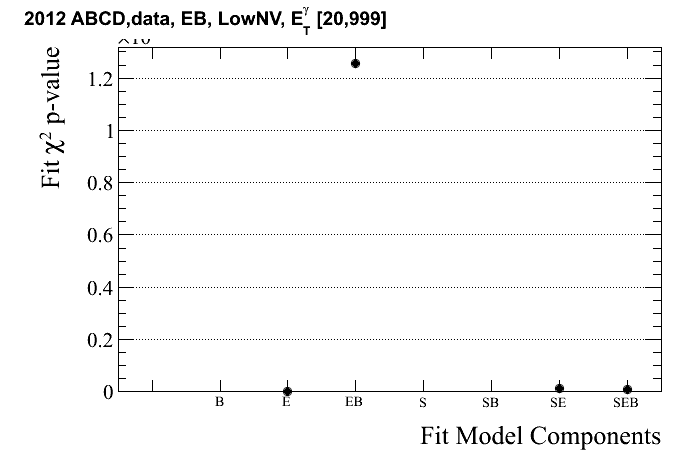 2012 ABCD,data, EB, LowNV, E_T^γ [20,999]
Fit χ² p-value
1.2
1
0.8
0.6
0.4
0.2
0
B E EB S SB SE SEB
Fit Model Components